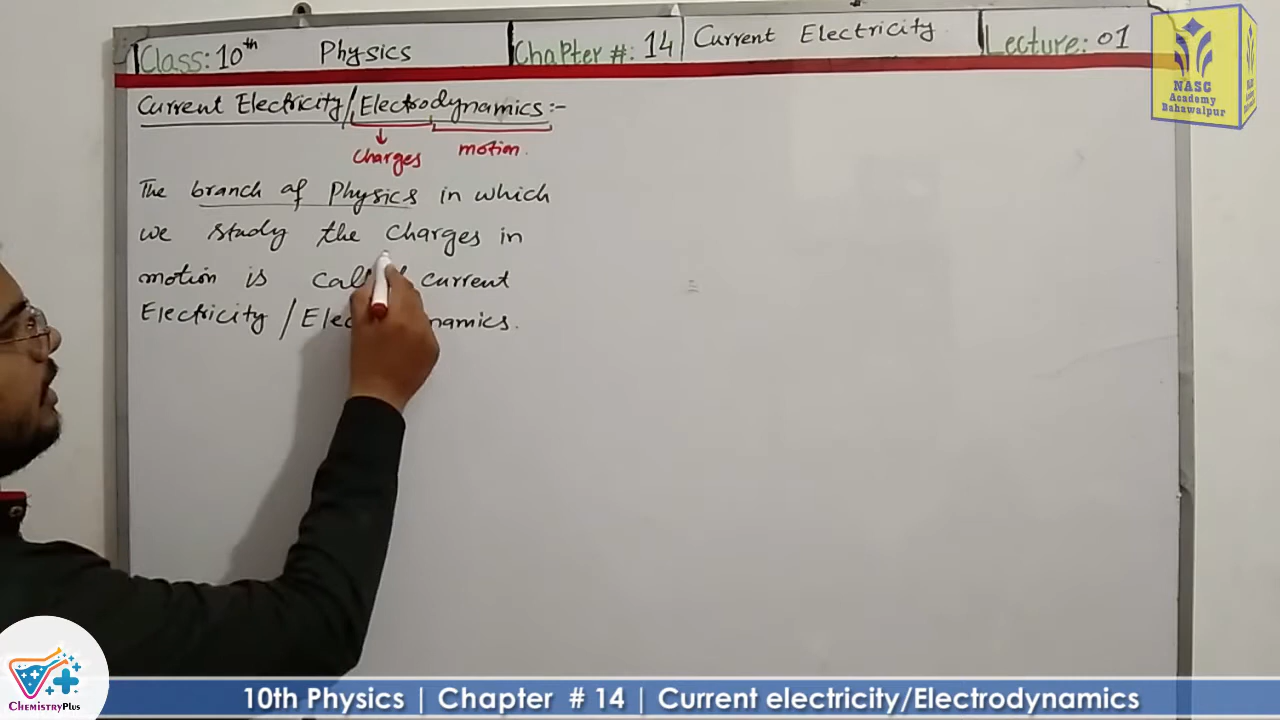 Class: 10th Physics Chapter #: 14 Current Electricity Lecture: 01
NASC
Academy
Bahawalpur
Current Electricity/Electrodynamics:-
charges motion.
The branch of Physics in which
we study the charges in
motion is current
Electricity /
ChemistryPlus
10th Physics | Chapter # 14 | Current electricity/Electrodynamics